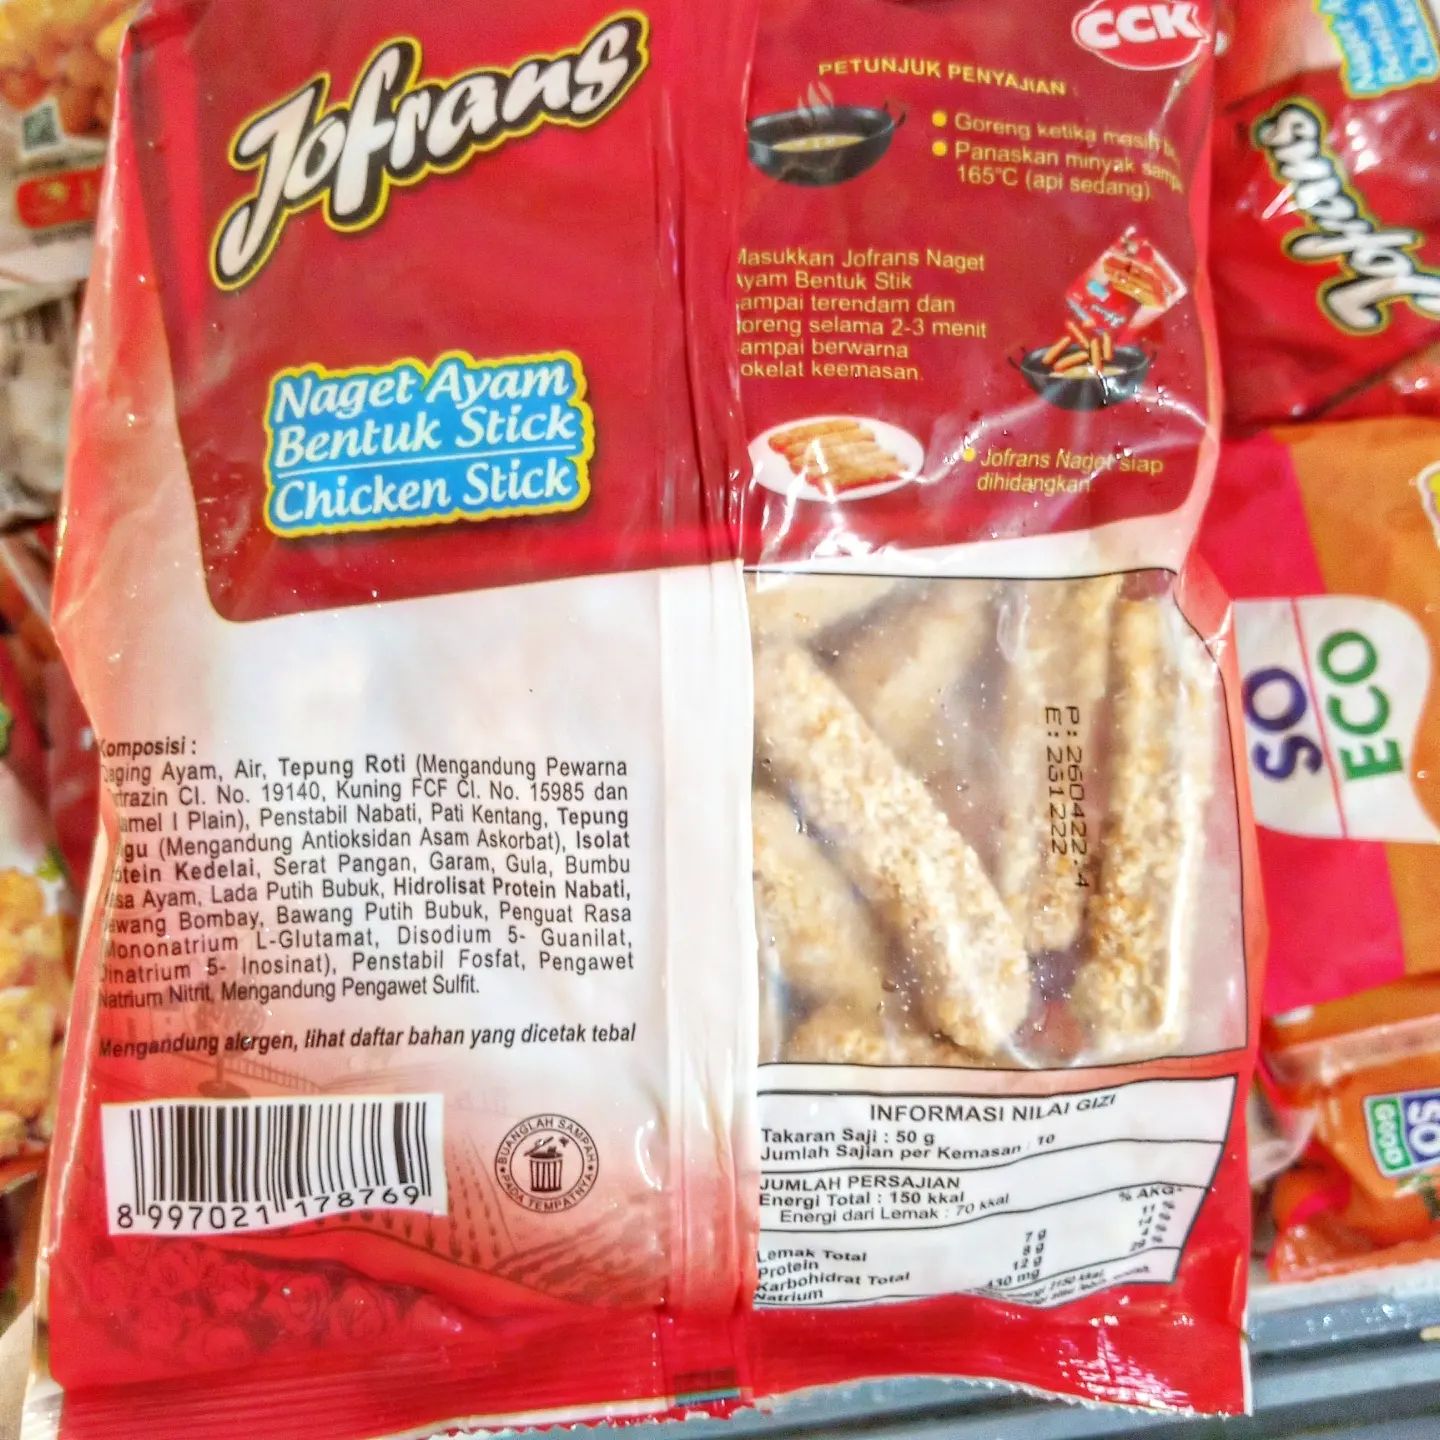 Jofrans
Naget Ayam
Bentuk Stick
Chicken Stick
Komposisi :
Daging Ayam, Air, Tepung Roti (Mengandung Pewarna
CI. No. 19140, Kuning FCF CI. No. 15985 dan
I Plain), Penstabil Nabati, Pati Kentang, Tepung
(Mengandung Antioksidan Asam Askorbat), Isolat
Kedelai, Serat Pangan, Garam, Gula, Bumbu
Ayam, Lada Putih Bubuk, Hidrolisat Protein Nabati,
Bombay, Bawang Putih Bubuk, Penguat Rasa
Mononatrium L-Glutamat, Disodium 5- Guanilat,
Dinatrium 5- Inosinat), Penstabil Fosfat, Pengawet
Natrium Nitrit, Mengandung Pengawet Sulfit.
Mengandung alergen, lihat daftar bahan yang dicetak tebal
8 997021 178769
BUANGLAH SAMPAH
PADA TEMPATNYA
CCK
PETUNJUK PENYAJIAN :
Goreng ketika masih
Panaskan minyak
165°C (api sedang).
Masukkan Jofrans Naget
Ayam Bentuk Stik
sampai terendam dan
goreng selama 2-3 menit
sampai berwarna
cokelat keemasan.
Jofrans Naget siap
dihidangkan.
P: 260422.4
E: 231222
INFORMASI NILAI GIZI
Takaran Saji : 50 g
Jumlah Sajian per Kemasan : 10
JUMLAH PERSAJIAN
Energi Total : 150 kkal
Energi dari Lemak : 70 kkal
% AKG*
Lemak Total 7 g
Protein 8 g
Karbohidrat Total 12 g
Natrium 430 mg
Jofrans
SO
ECO
SO
GOOD